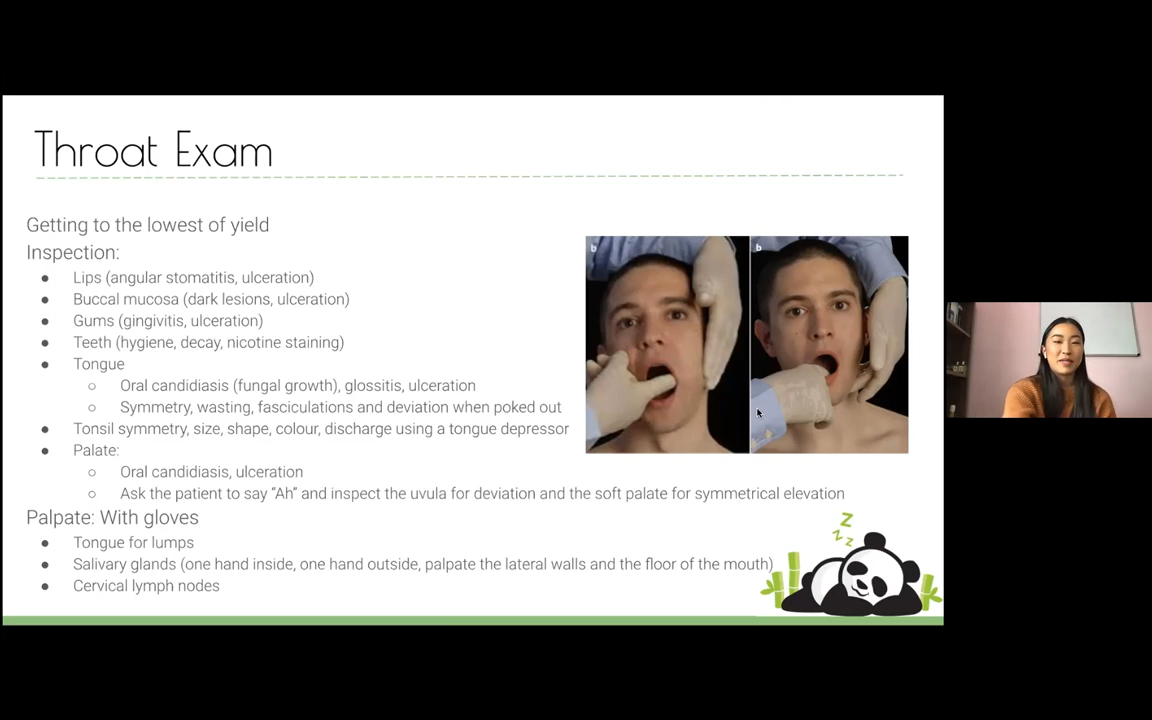 Throat Exam
Getting to the lowest of yield
Inspection:
● Lips (angular stomatitis, ulceration)
● Buccal mucosa (dark lesions, ulceration)
● Gums (gingivitis, ulceration)
● Teeth (hygiene, decay, nicotine staining)
● Tongue
○ Oral candidiasis (fungal growth), glossitis, ulceration
○ Symmetry, wasting, fasciculations and deviation when poked out
● Tonsil symmetry, size, shape, colour, discharge using a tongue depressor
● Palate:
○ Oral candidiasis, ulceration
○ Ask the patient to say “Ah” and inspect the uvula for deviation and the soft palate for symmetrical elevation
Palpate: With gloves
● Tongue for lumps
● Salivary glands (one hand inside, one hand outside, palpate the lateral walls and the floor of the mouth)
● Cervical lymph nodes
b
b
Z
Z
Z